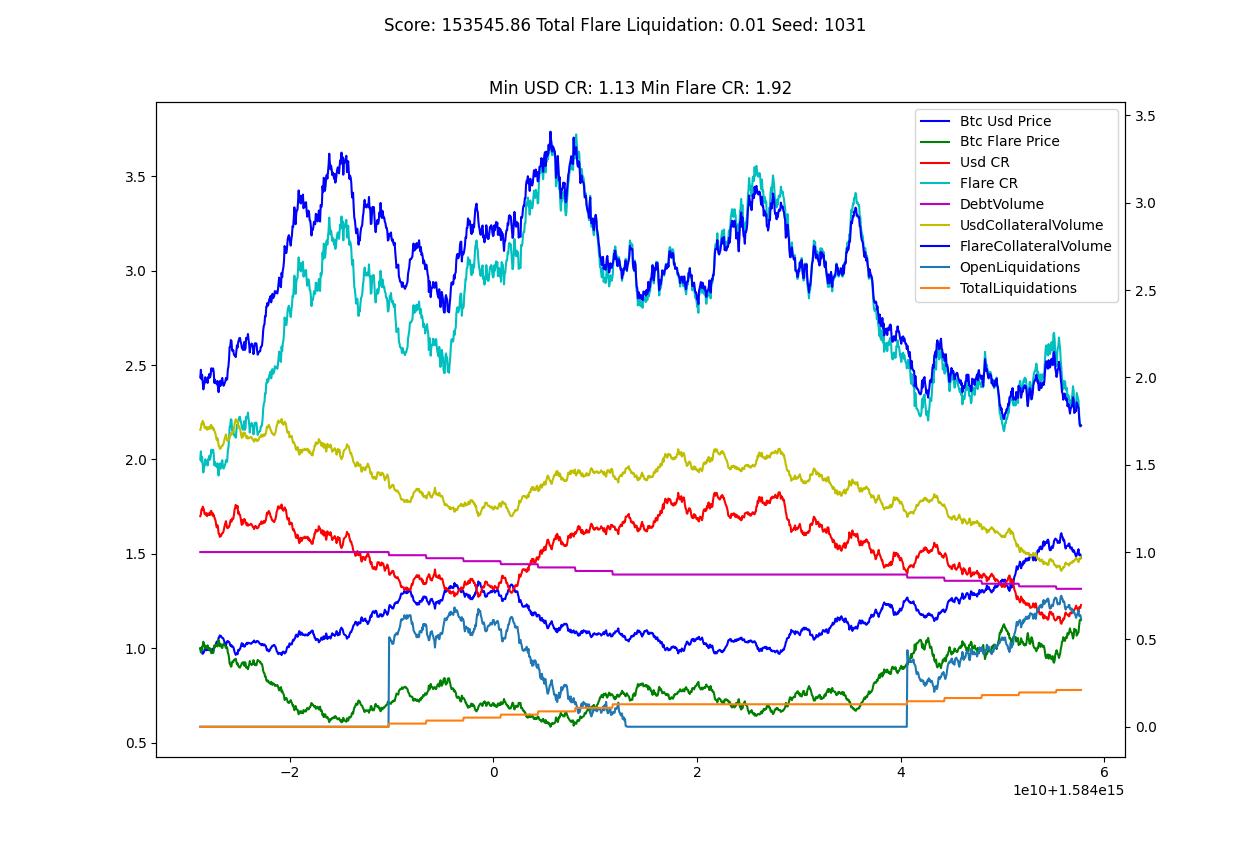 Score: 153545.86 Total Flare Liquidation: 0.01 Seed: 1031
Min USD CR: 1.13 Min Flare CR: 1.92
Btc Usd Price
Btc Flare Price
Usd CR
Flare CR
DebtVolume
UsdCollateralVolume
FlareCollateralVolume
OpenLiquidations
TotalLiquidations
3.5
3.0
2.5
2.0
1.5
1.0
0.5
3.5
3.0
2.5
2.0
1.5
1.0
0.5
0.0
−2 0 2 4 6
1e10+1.584e15